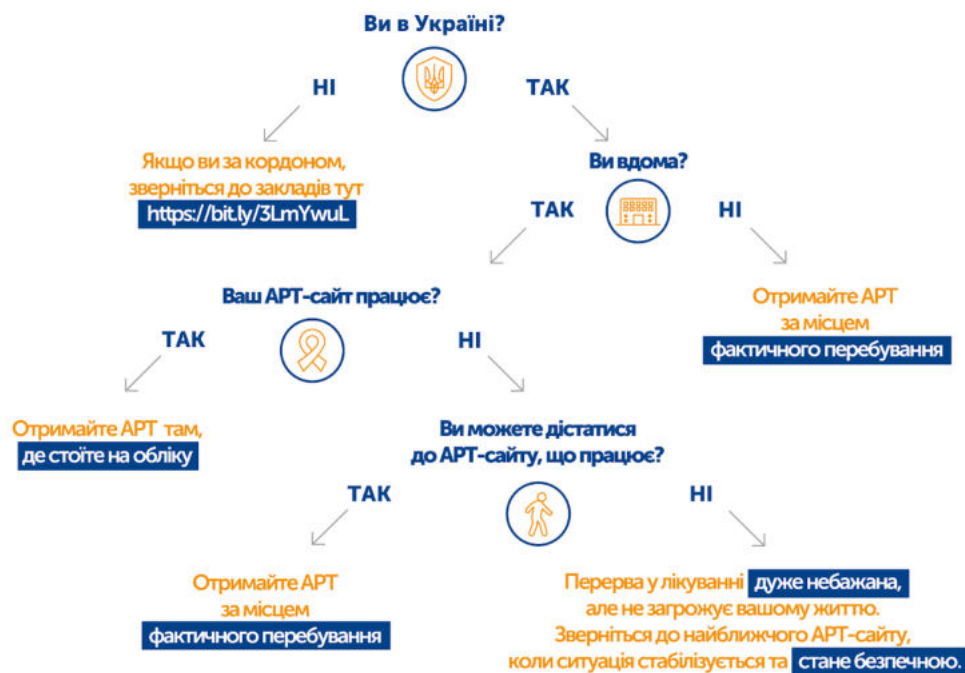 Ви в Україні?
НІ
ТАК
Якщо ви за кордоном,
зверніться до закладів тут
https://bit.ly/3LmYwuL
Ви вдома?
ТАК
НІ
Ваш АРТ-сайт працює?
Отримайте АРТ
за місцем
фактичного перебування
ТАК
НІ
Отримайте АРТ там,
де стоїте на обліку
Ви можете дістатися
до АРТ-сайту, що працює?
ТАК
НІ
Отримайте АРТ
за місцем
фактичного перебування
Перерва у лікуванні дуже небажана,
але не загрожує вашому життю.
Зверніться до найближчого АРТ-сайту,
коли ситуація стабілізується та стане безпечною.